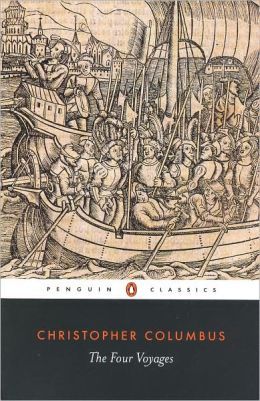 PENGUIN CLASSICS
CHRISTOPHER COLUMBUS
The Four Voyages